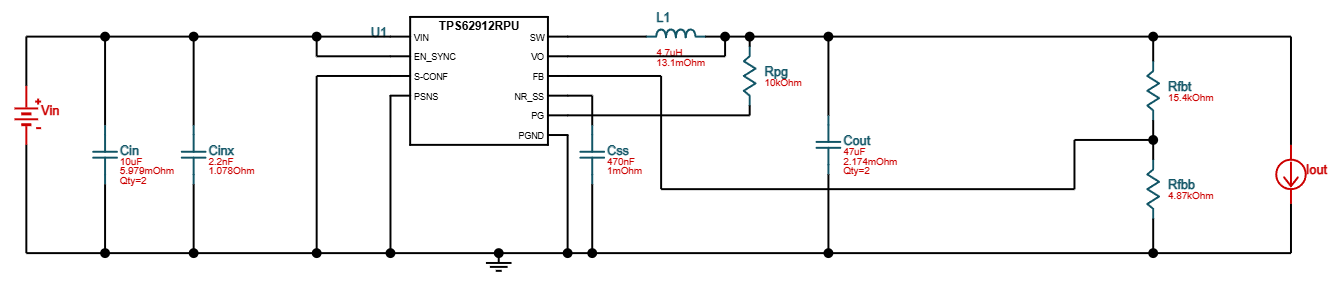 L1
TPS62912RPU
U1
VIN
EN_SYNC
S-CONF
PSNS
SW
VO
FB
NR_SS
PG
PGND
4.7uH
13.1mOhm
Rpg
10kOhm
Rfbt
15.4kOhm
+
Vin
-
Cin
10uF
5.979mOhm
Qty=2
Cinx
2.2nF
1.078Ohm
Css
470nF
1mOhm
Cout
47uF
2.174mOhm
Qty=2
Rfbb
4.87kOhm
Iout